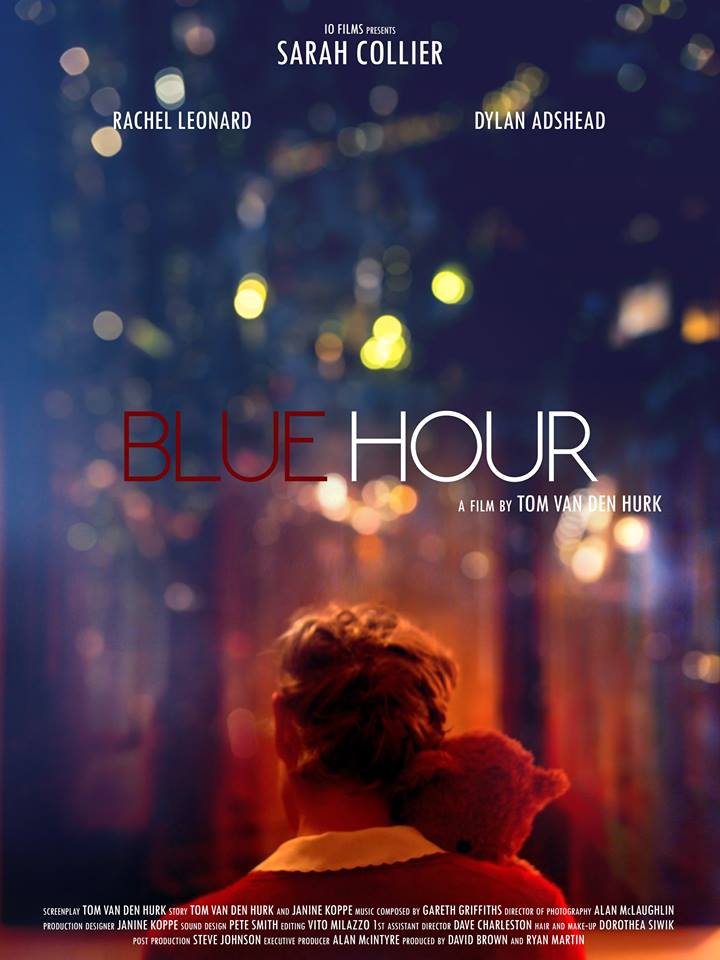 10 FILMS PRESENTS
SARAH COLLIER
RACHEL LEONARD DYLAN ADSHEAD
BLUE HOUR
A FILM BY TOM VAN DEN HURK
SCREENPLAY TOM VAN DEN HURK STORY TOM VAN DEN HURK AND JANINE KOPPE MUSIC COMPOSED BY GARETH GRIFFITHS DIRECTOR OF PHOTOGRAPHY ALAN McLAUGHLIN
PRODUCTION DESIGNER JANINE KOPPE SOUND DESIGN PETE SMITH EDITING VITO MILAZZO 1ST ASSISTANT DIRECTOR DAVE CHARLESTON HAIR AND MAKE-UP DOROTHEA SIWIK
POST PRODUCTION STEVE JOHNSON EXECUTIVE PRODUCER ALAN McINTYRE PRODUCED BY DAVID BROWN AND RYAN MARTIN